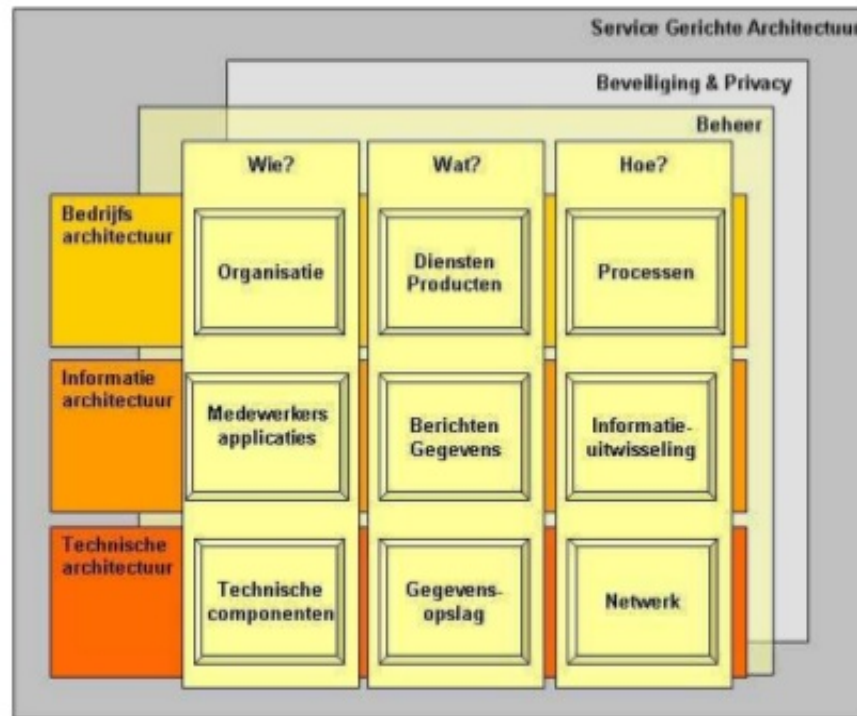 Service Gerichte Architectuur
Beveiliging & Privacy
Beheer
Wie?
Wat?
Hoe?
Bedrijfs
architectuur
Organisatie
Diensten
Producten
Processen
Informatie
architectuur
Medewerkers
applicaties
Berichten
Gegevens
Informatie-
uitwisseling
Technische
architectuur
Technische
componenten
Gegevens-
opslag
Netwerk